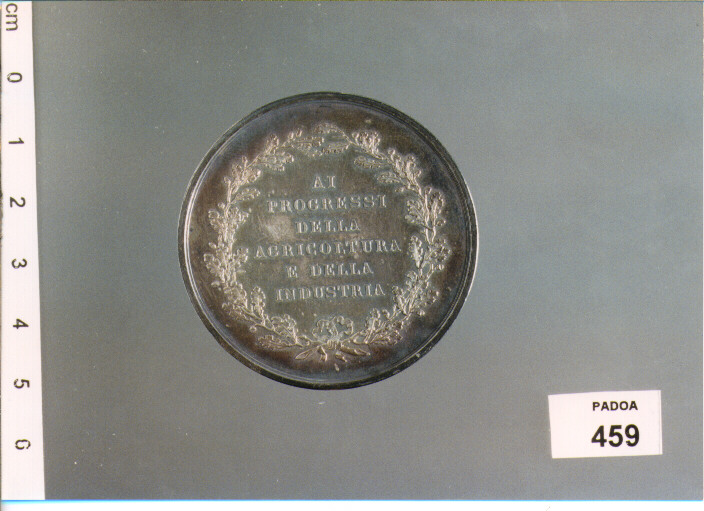 cm
0
1
2
3
4
5
6
AI
PROGRESSI
DELLA
AGRICOLTURA
E DELLA
INDUSTRIA
PADOA
459